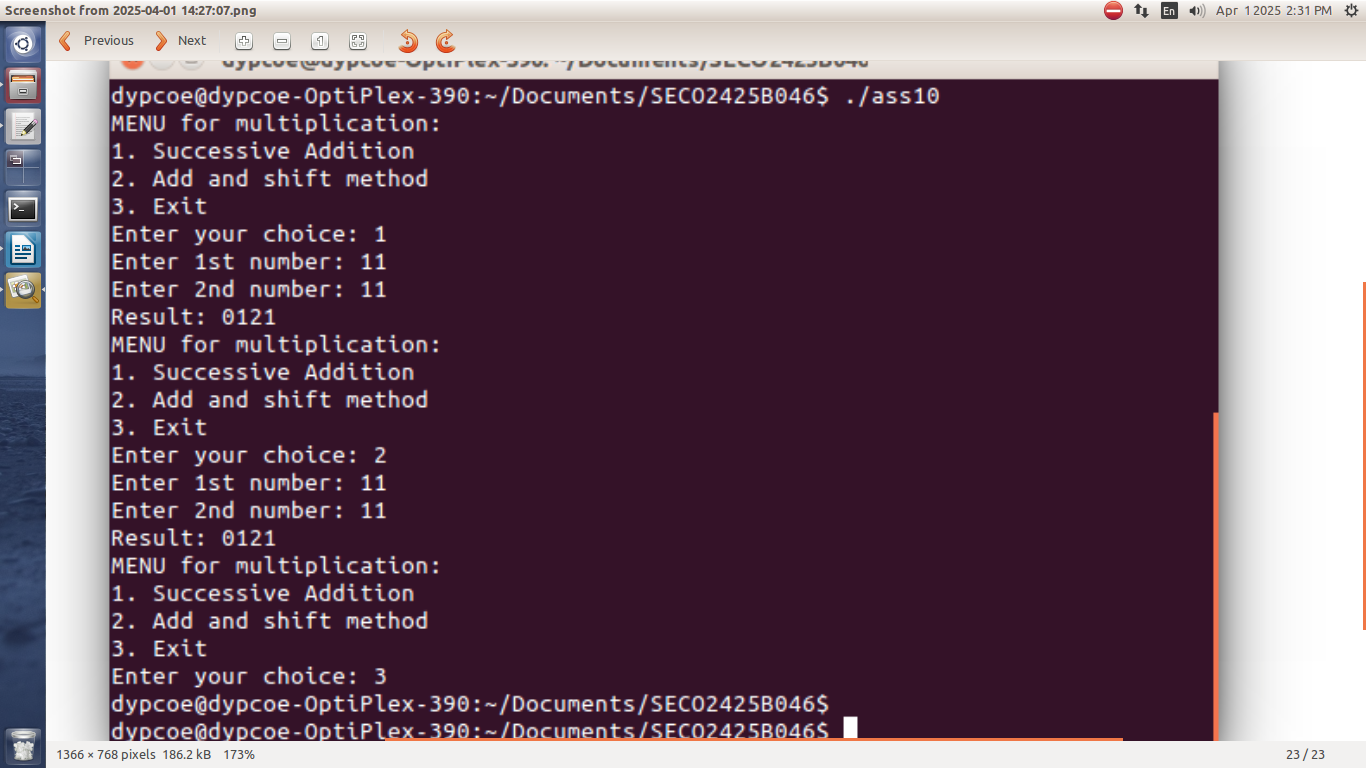 Screenshot from 2025-04-01 14:27:07.png
En
Apr 1 2025 2:31 PM
Previous
Next
dypcoe@dypcoe-OptiPlex-390: ~/Documents/SECO2425B046
dypcoe@dypcoe-OptiPlex-390:~/Documents/SECO2425B046$ ./ass10
MENU for multiplication:
1. Successive Addition
2. Add and shift method
3. Exit
Enter your choice: 1
Enter 1st number: 11
Enter 2nd number: 11
Result: 0121
MENU for multiplication:
1. Successive Addition
2. Add and shift method
3. Exit
Enter your choice: 2
Enter 1st number: 11
Enter 2nd number: 11
Result: 0121
MENU for multiplication:
1. Successive Addition
2. Add and shift method
3. Exit
Enter your choice: 3
dypcoe@dypcoe-OptiPlex-390:~/Documents/SECO2425B046$
dypcoe@dypcoe-OptiPlex-390:~/Documents/SECO2425B046$
1366 × 768 pixels 186.2 kB 173%
23 / 23